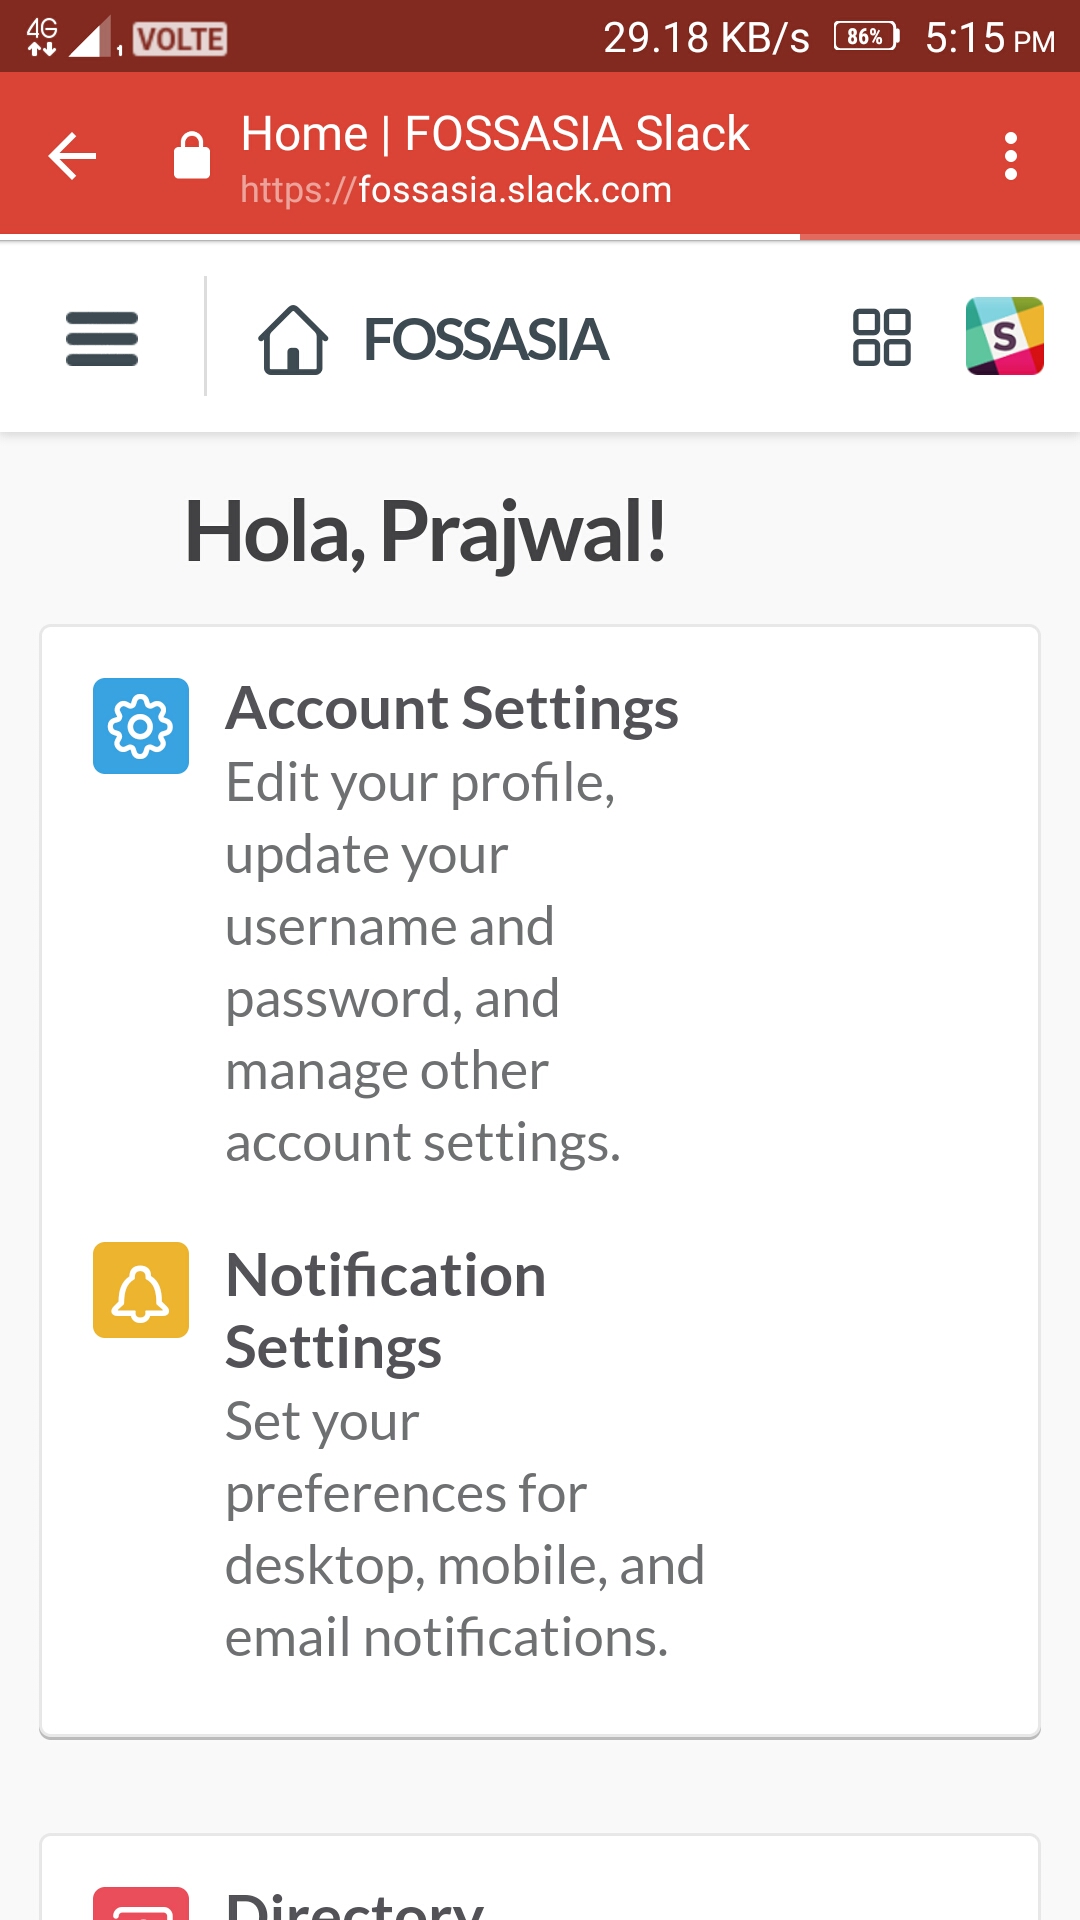 4G 1 VOLTE 29.18 KB/s 86% 5:15 PM
Home | FOSSASIA Slack
https://fossasia.slack.com
FOSSASIA S
Hola, Prajwal!
Account Settings
Edit your profile,
update your
username and
password, and
manage other
account settings.
Notification
Settings
Set your
preferences for
desktop, mobile, and
email notifications.
Directory